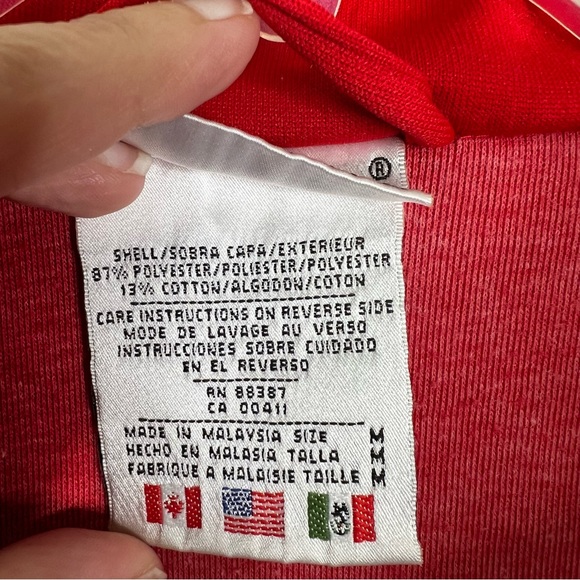 ®
SHELL/SOBRA CAPA/EXTERIEUR
87% POLYESTER/POLIESTER/POLYESTER
13% COTTON/ALGODON/COTON
CARE INSTRUCTIONS ON REVERSE SIDE
MODE DE LAVAGE AU VERSO
INSTRUCCIONES SOBRE CUIDADO
EN EL REVERSO
RN 88387
CA 00411
MADE IN MALAYSIA SIZE M
HECHO EN MALASIA TALLA M
FABRIQUE A MALAISIE TAILLE M